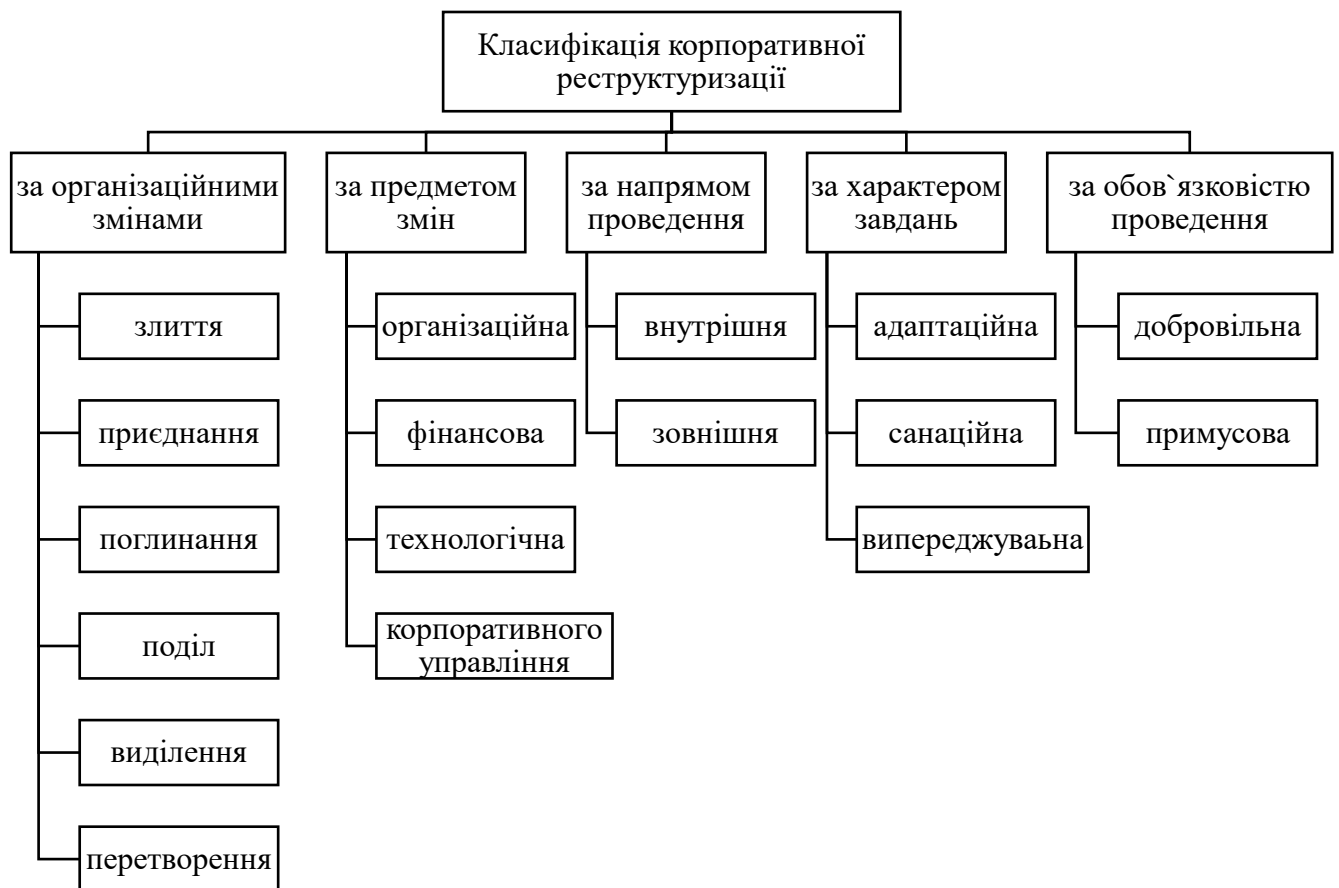 Класифікація корпоративної
реструктуризації
за організаційними
змінами
злиття
приєднання
поглинання
поділ
виділення
перетворення
за предметом
змін
організаційна
фінансова
технологічна
корпоративного
управління
за напрямом
проведення
внутрішня
зовнішня
за характером
завдань
адаптаційна
санаційна
випереджуваьна
за обов`язковістю
проведення
добровільна
примусова